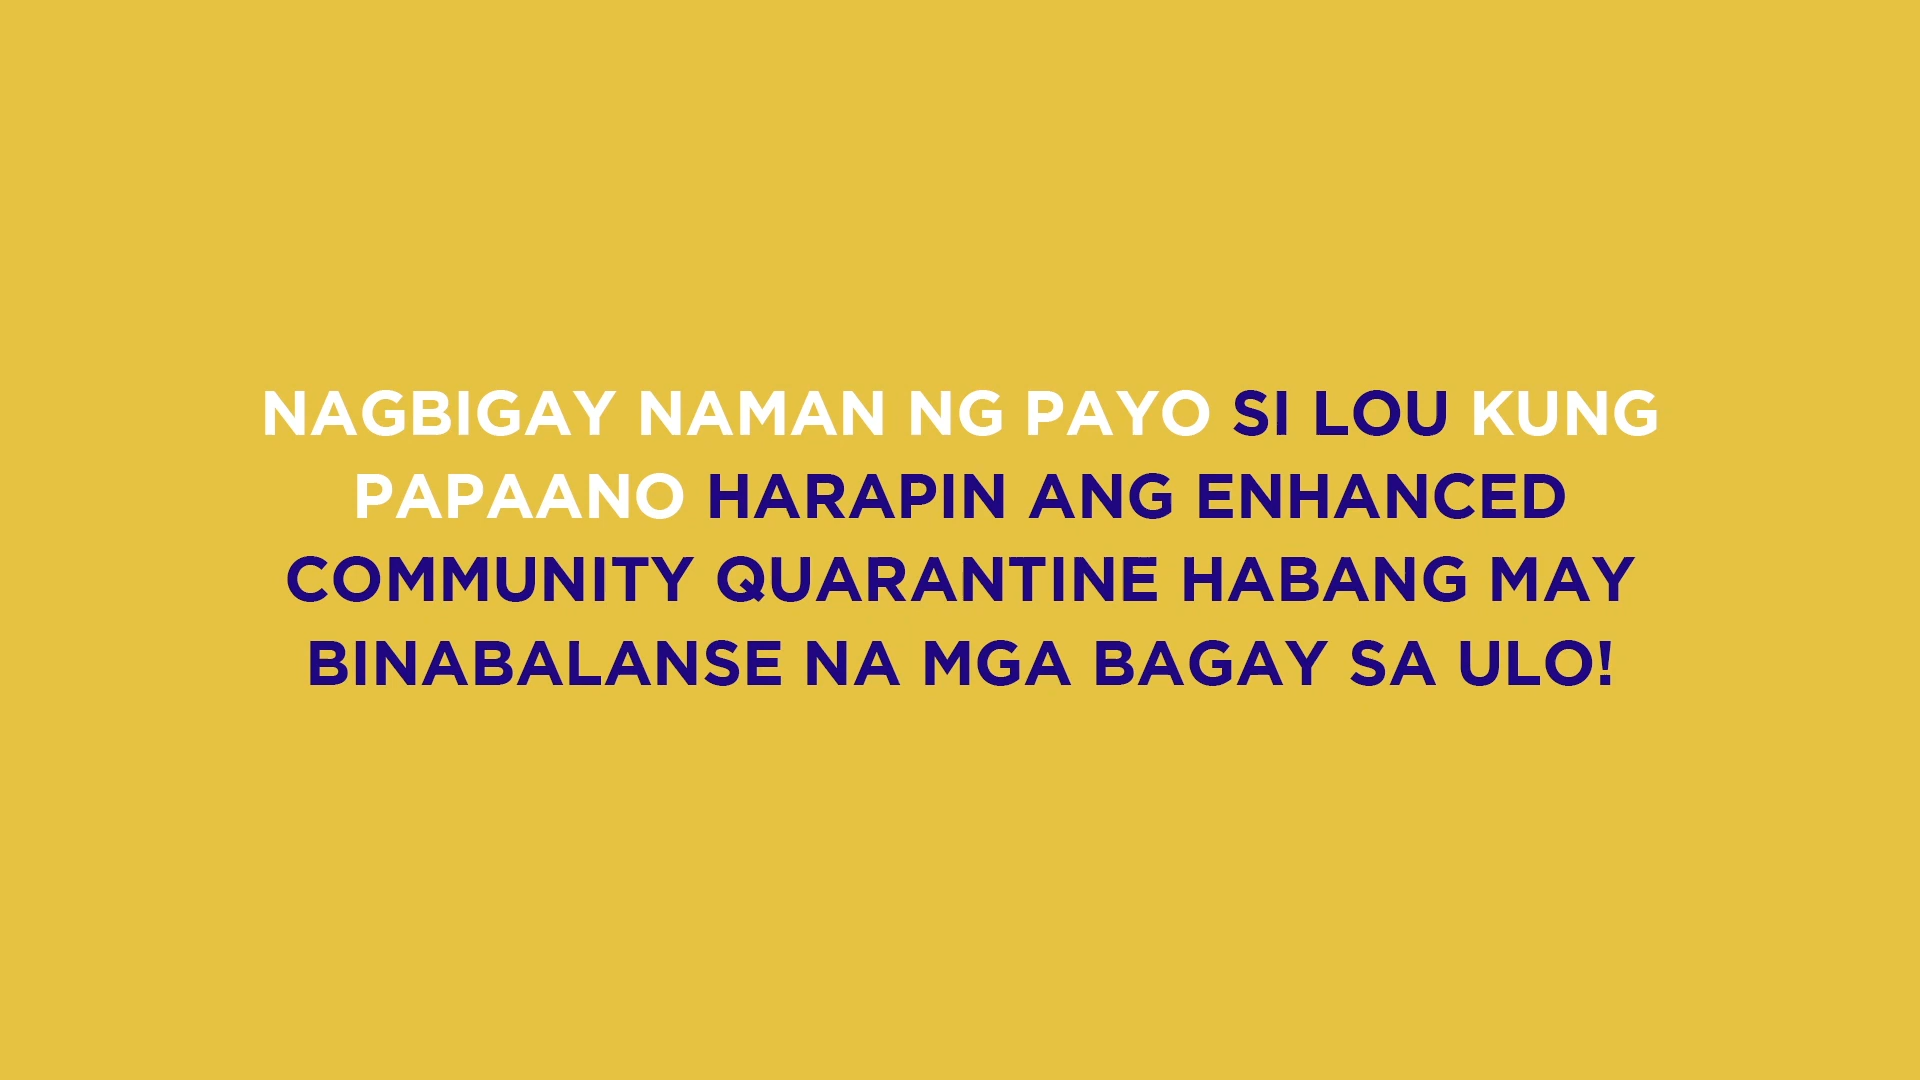 NAGBIGAY NAMAN NG PAYO SI LOU KUNG
PAPAANO HARAPIN ANG ENHANCED
COMMUNITY QUARANTINE HABANG MAY
BINABALANSE NA MGA BAGAY SA ULO!